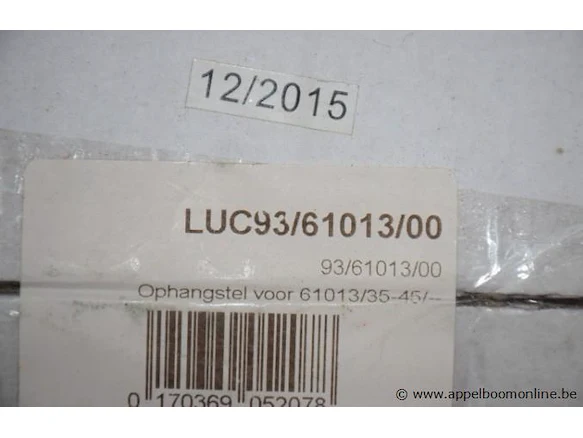 12/2015
LUC93/61013/00
93/61013/00
Ophangstel voor 61013/35-45/--
0 170369 052078
© www.appelboomonline.be